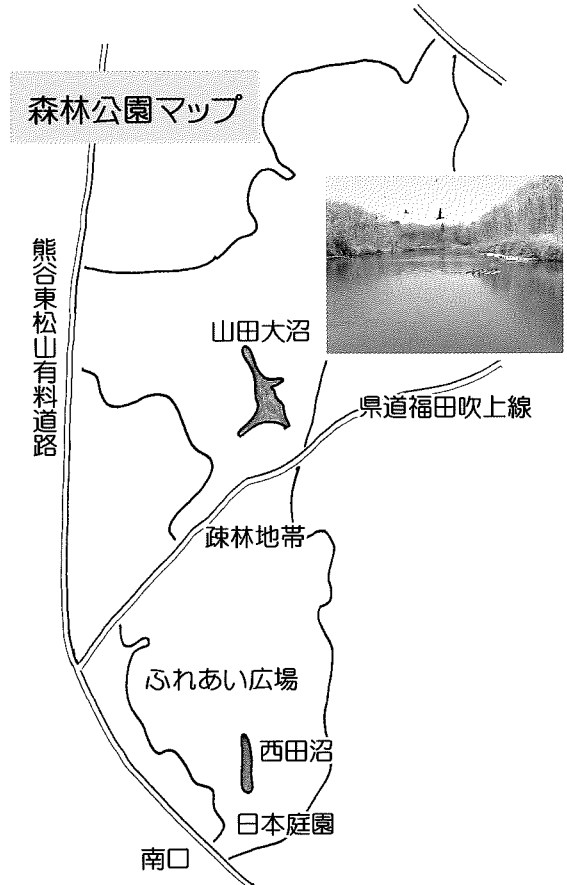 森林公園マップ
熊谷東松山有料道路
山田大沼
県道福田吹上線
疎林地帯
ふれあい広場
西田沼
日本庭園
南口